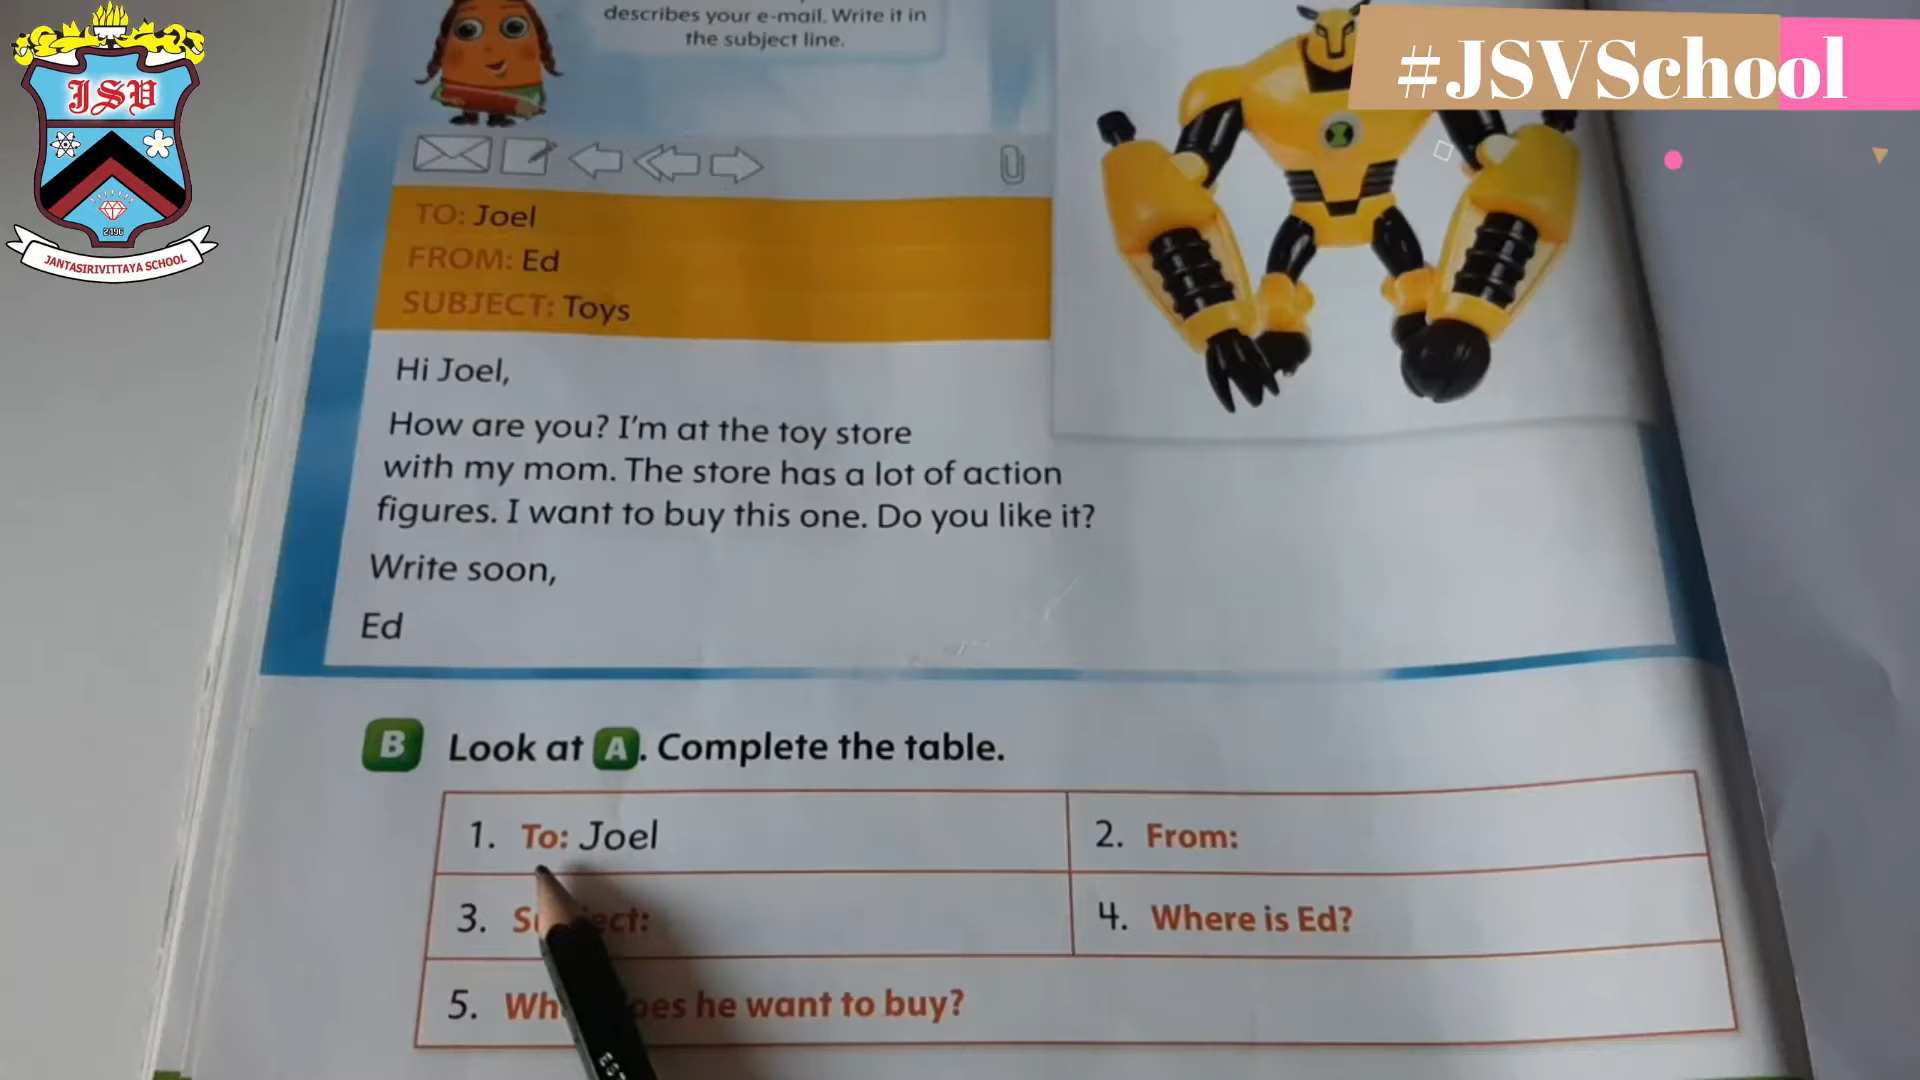 describes your e-mail. Write it in
the subject line.
#JSVSchool
JSV
2496
JANTASIRIVITTAYA SCHOOL
TO: Joel
FROM: Ed
SUBJECT: Toys
Hi Joel,
How are you? I'm at the toy store
with my mom. The store has a lot of action
figures. I want to buy this one. Do you like it?
Write soon,
Ed
B Look at A. Complete the table.
1. To: Joel
2. From:
3.
4. Where is Ed?
5. he want to buy?